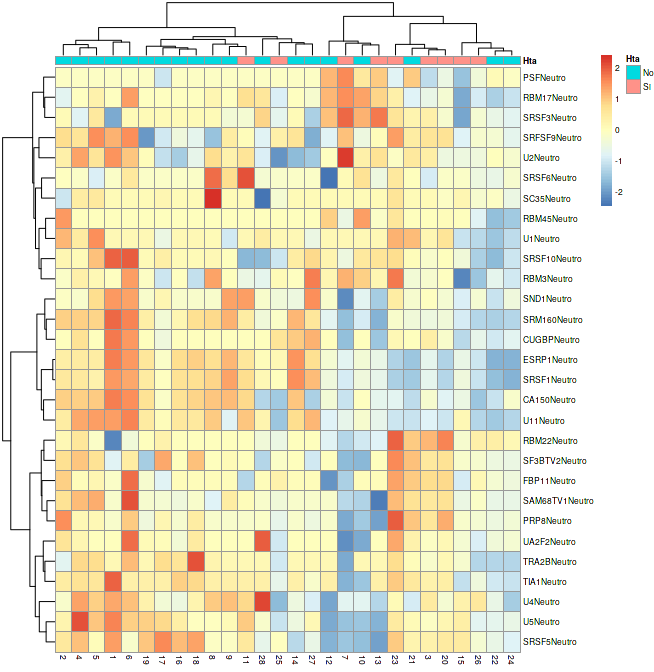 Hta
PSFNeutro
RBM17Neutro
SRSF3Neutro
SRFSF9Neutro
U2Neutro
SRSF6Neutro
SC35Neutro
RBM45Neutro
U1Neutro
SRSF10Neutro
RBM3Neutro
SND1Neutro
SRM160Neutro
CUGBPNeutro
ESRP1Neutro
SRSF1Neutro
CA150Neutro
U11Neutro
RBM22Neutro
SF3BTV2Neutro
FBP11Neutro
SAM68TV1Neutro
PRP8Neutro
UA2F2Neutro
TRA2BNeutro
TIA1Neutro
U4Neutro
U5Neutro
SRSF5Neutro
2 4 5 1 6 19 17 16 18 8 9 11 28 25 14 27 12 7 10 13 23 21 3 20 15 26 22 24
2
1
0
-1
-2
Hta
No
Si